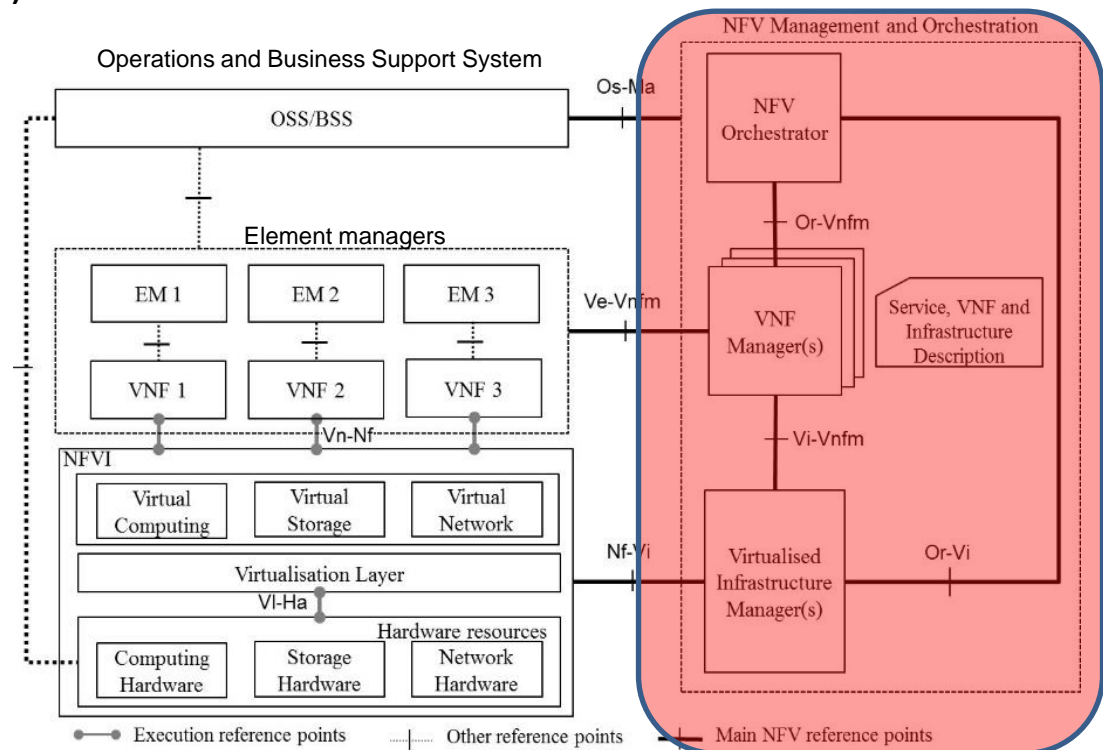 NFV Management and Orchestration
Operations and Business Support System
Os-Ma
OSS/BSS
NFV
Orchestrator
Or-Vnfm
Element managers
EM 1
EM 2
EM 3
Ve-Vnfm
VNF
Manager(s)
Service, VNF and
Infrastructure
Description
VNF 1
VNF 2
VNF 3
Vn-Nf
Vi-Vnfm
NFVI
Virtual
Computing
Virtual
Storage
Virtual
Network
Nf-Vi
Virtualised
Infrastructure
Manager(s)
Or-Vi
Virtualisation Layer
Vl-Ha
Hardware resources
Computing
Hardware
Storage
Hardware
Network
Hardware
Execution reference points
Other reference points
Main NFV reference points